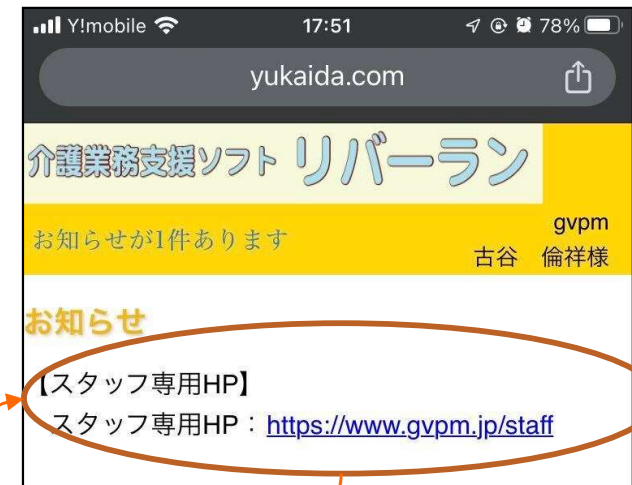 Y!mobile 17:51 78%
yukaida.com
介護業務支援ソフト リバーラン
お知らせが1件あります
gvpm
古谷 倫祥様
お知らせ
【スタッフ専用HP】
スタッフ専用HP：https://www.gvpm.jp/staff